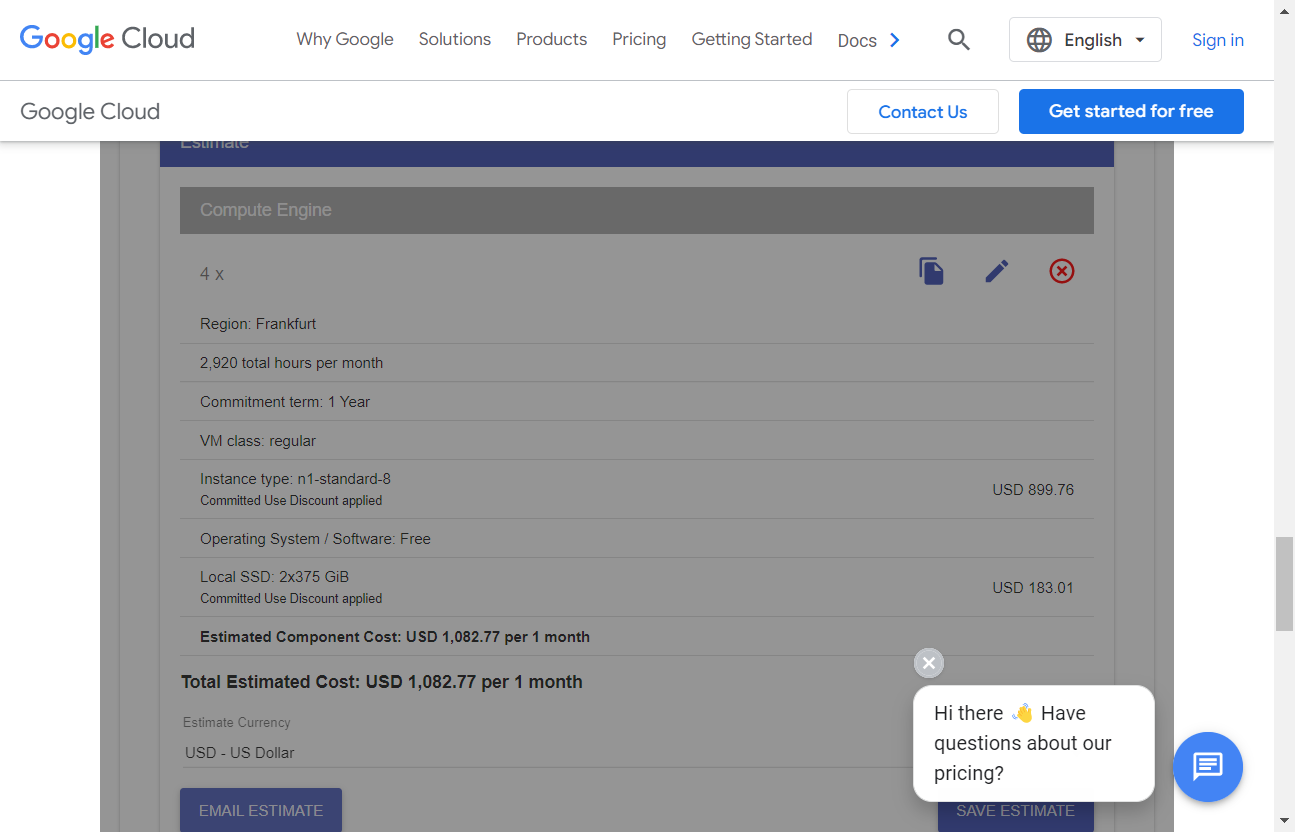 Google Cloud
Why Google
Solutions
Products
Pricing
Getting Started
Docs
English
Sign in
Google Cloud
Contact Us
Get started for free
Estimate
Compute Engine
4 x
Region: Frankfurt
2,920 total hours per month
Commitment term: 1 Year
VM class: regular
Instance type: n1-standard-8
Committed Use Discount applied
USD 899.76
Operating System / Software: Free
Local SSD: 2x375 GiB
Committed Use Discount applied
USD 183.01
Estimated Component Cost: USD 1,082.77 per 1 month
Total Estimated Cost: USD 1,082.77 per 1 month
Estimate Currency
USD - US Dollar
Hi there 👋 Have
questions about our
pricing?
EMAIL ESTIMATE
SAVE ESTIMATE